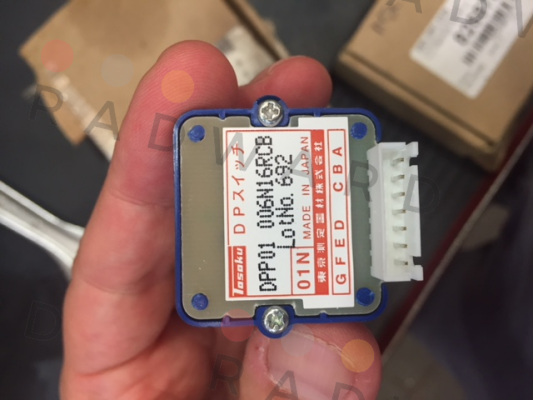 Tosoku DPスイッチ
DPP01 006N16RCB
LotNo. 692
01N MADE IN JAPAN
東京測定器材株式会社
GFED CBA